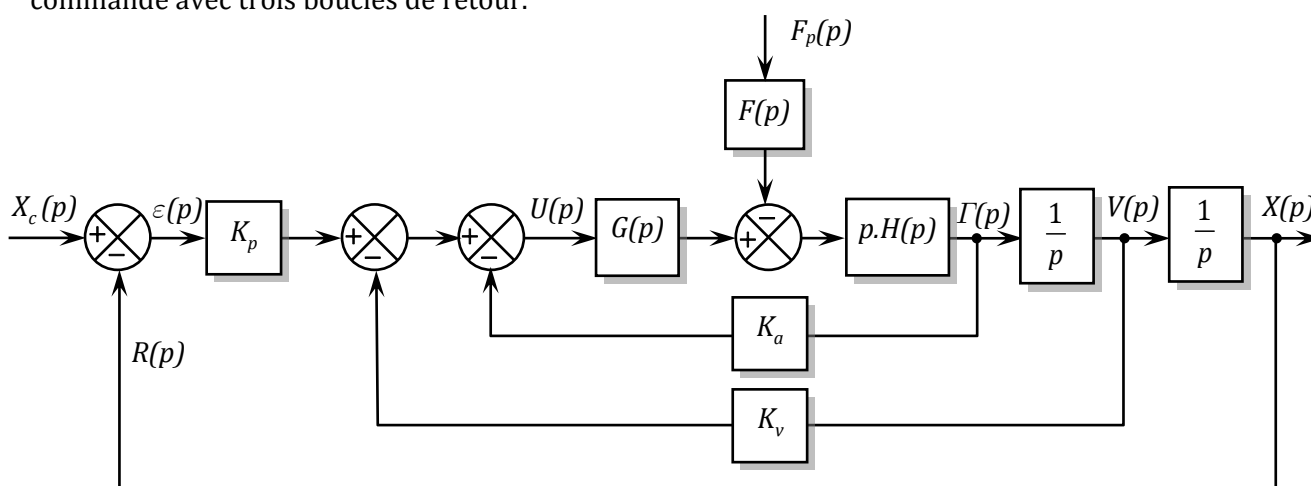 commande avec trois boucles de retour.
F_p(p)
F(p)
X_c(p) + − ε(p) K_p + − + − U(p) G(p) + − p.H(p) Γ(p) 1/p V(p) 1/p X(p)
K_a
R(p)
K_v